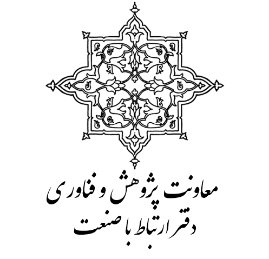 معاونت پژوهش و فناوری
دفتر ارتباط با صنعت